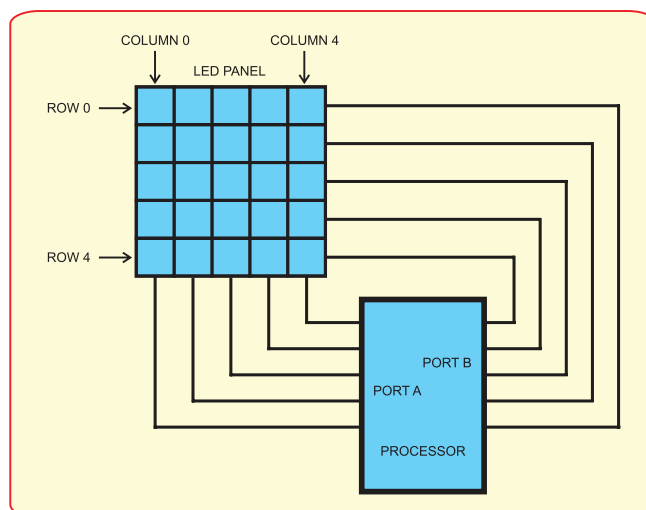 COLUMN 0
COLUMN 4
LED PANEL
ROW 0
ROW 4
PORT B
PORT A
PROCESSOR